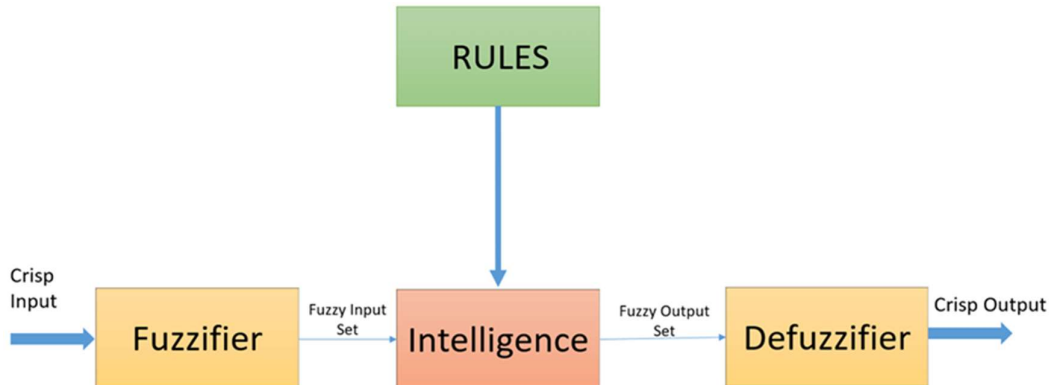 RULES
Crisp
Input
Fuzzifier
Fuzzy Input
Set
Intelligence
Fuzzy Output
Set
Defuzzifier
Crisp Output